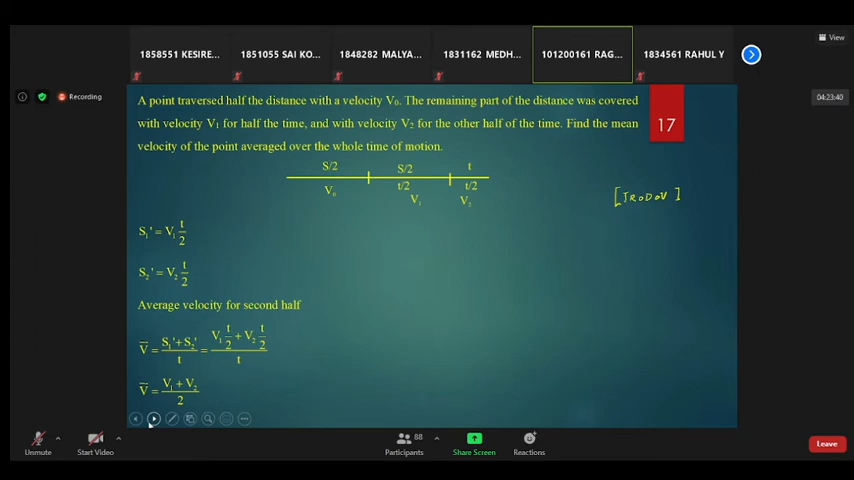 1858551 KESIRE...
1851055 SAI KO...
1848282 MALYA...
1831162 MEDH...
101200161 RAG...
1834561 RAHUL Y
View
Recording
04:23:40
A point traversed half the distance with a velocity V₀. The remaining part of the distance was covered
with velocity V₁ for half the time, and with velocity V₂ for the other half of the time. Find the mean
velocity of the point averaged over the whole time of motion.
17
S/2 S/2 t
V₀ t/2 V₁ t/2 V₂
[IRODOV]
S₁' = V₁ t/2
S₂' = V₂ t/2
Average velocity for second half
V̅ = (S₁'+S₂')/t = (V₁ t/2 + V₂ t/2)/t
V̅ = (V₁ + V₂)/2
Unmute
Start Video
88
Participants
Share Screen
Reactions
Leave